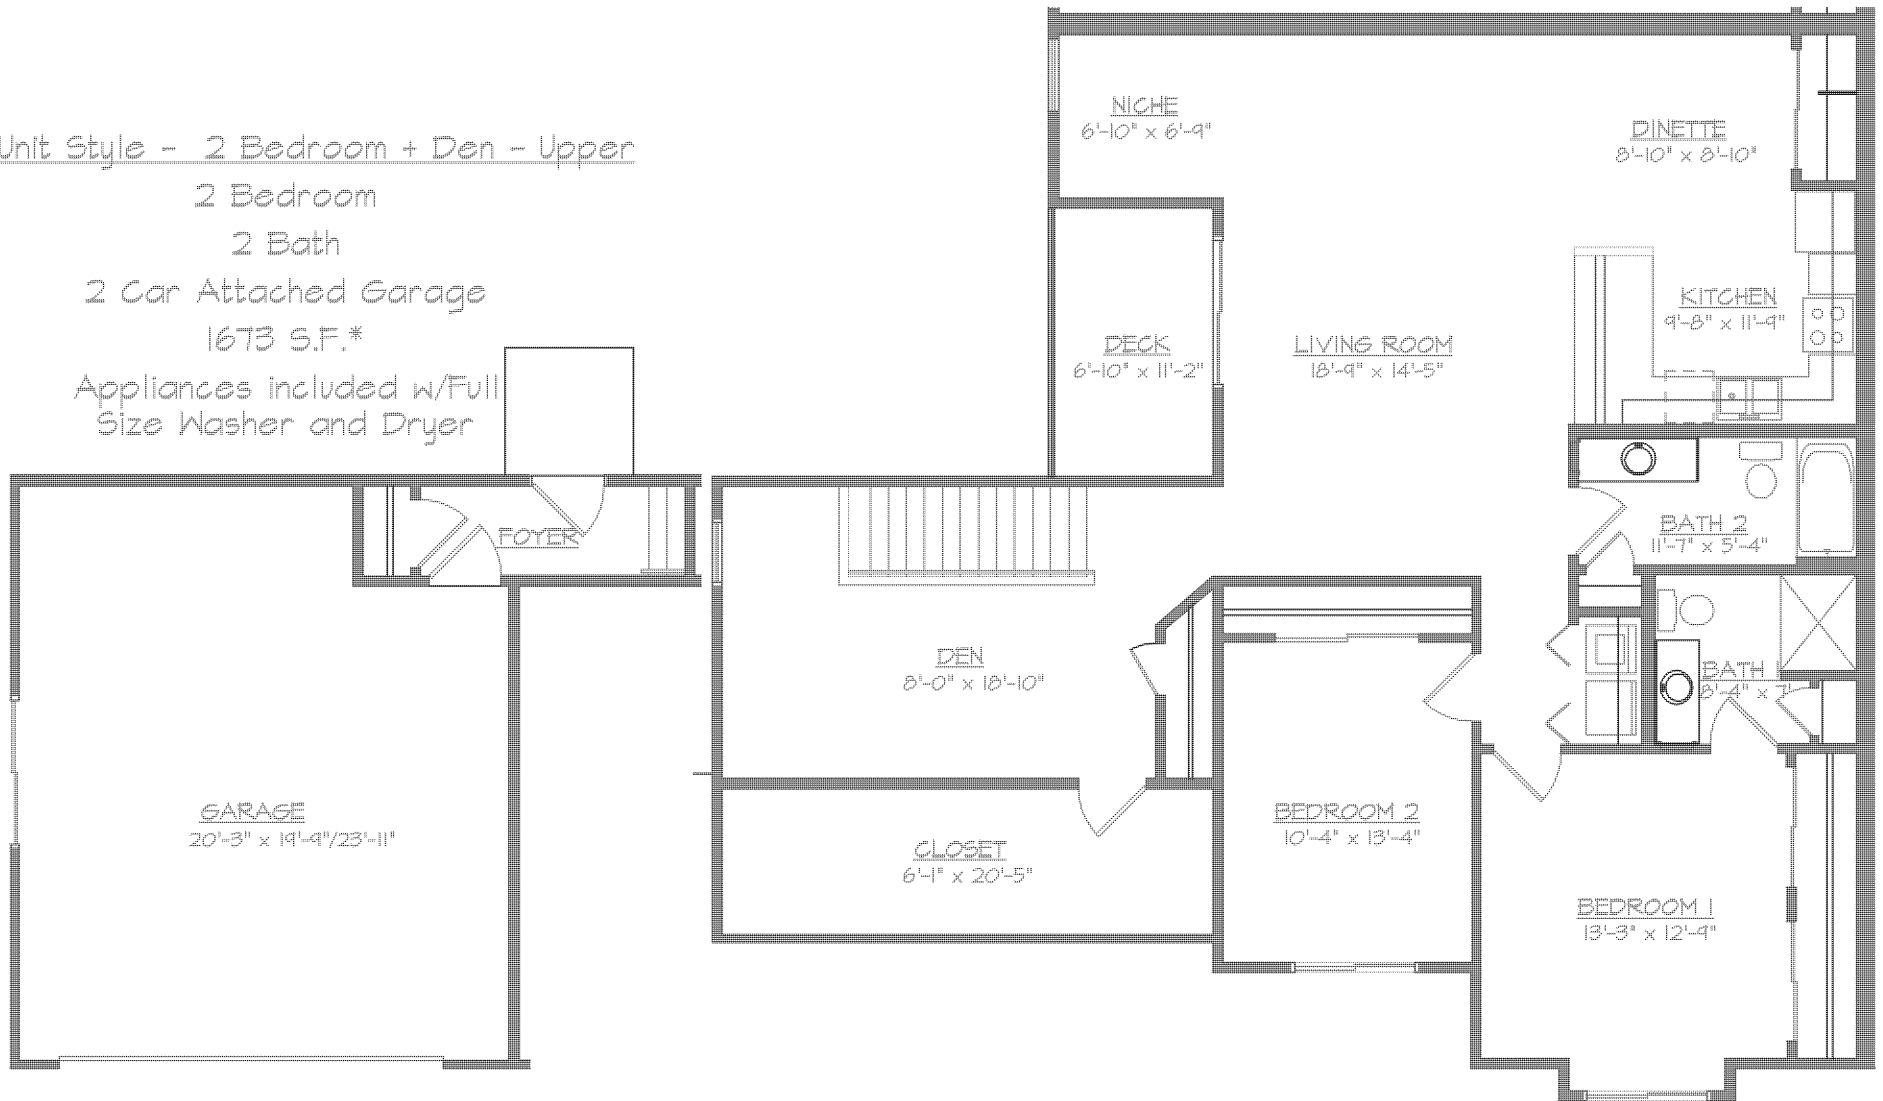 Unit Style - 2 Bedroom + Den - Upper
2 Bedroom
2 Bath
2 Car Attached Garage
1673 S.F.*
Appliances included w/Full
Size Washer and Dryer
NICHE
6'-10" x 6'-9"
DINETTE
8'-10" x 8'-10"
KITCHEN
9'-8" x 11'-9"
DECK
6'-10" x 11'-2"
LIVING ROOM
18'-9" x 14'-5"
FOYER
BATH 2
11'-7" x 5'-4"
DEN
8'-0" x 18'-10"
BATH
8'-4" x 7'
GARAGE
20'-3" x 19'-9"/23'-11"
CLOSET
6'-1" x 20'-5"
BEDROOM 2
10'-4" x 13'-4"
BEDROOM 1
13'-3" x 12'-9"